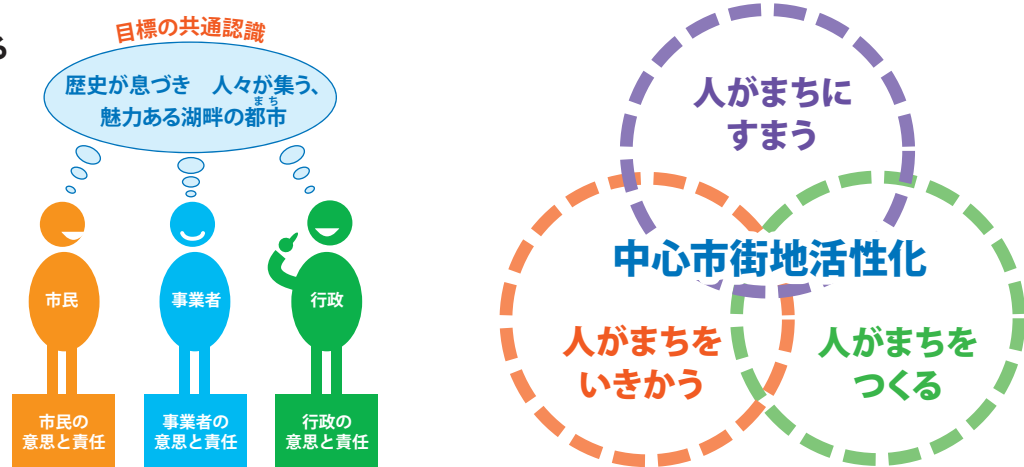 る
目標の共通認識
歴史が息づき　人々が集う、
まち
魅力ある湖畔の都市
市民
事業者
行政
市民の
意思と責任
事業者の
意思と責任
行政の
意思と責任
人がまちに
すまう
中心市街地活性化
人がまちを
いきかう
人がまちを
つくる